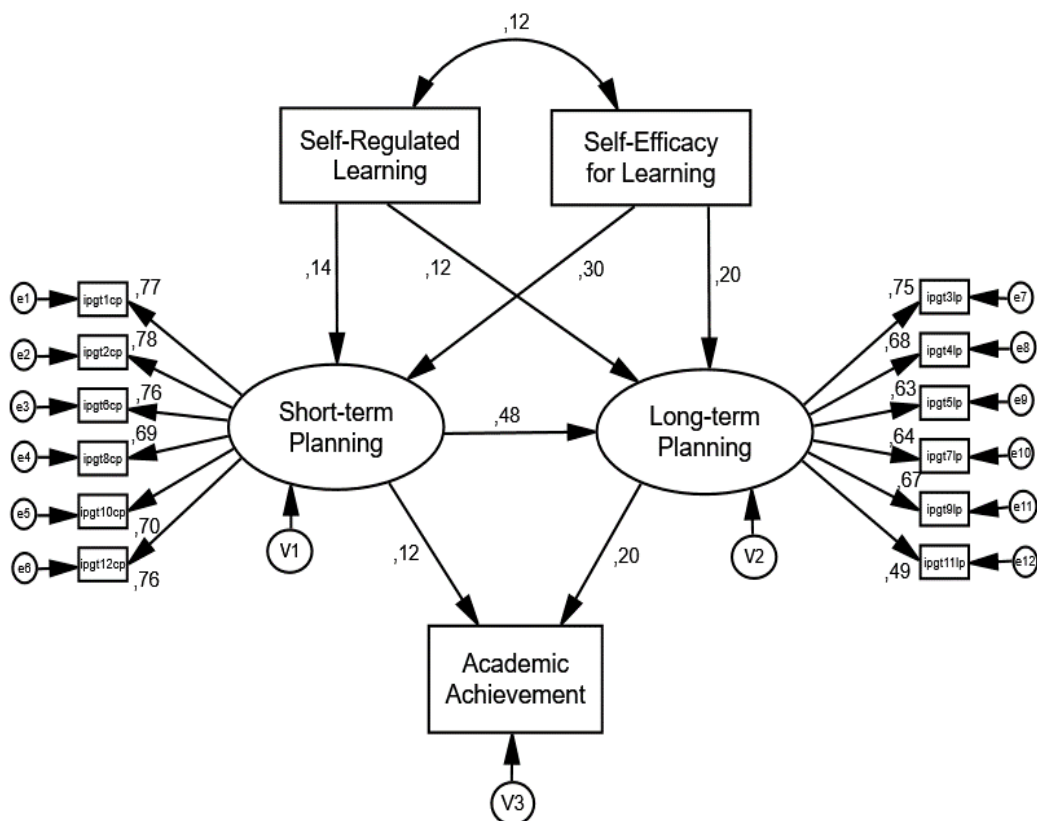 ,12
Self-Regulated
Learning
Self-Efficacy
for Learning
,14
,12
,30
,20
e1
ipgt1cp
,77
e2
ipgt2cp
,78
e3
ipgt6cp
,76
e4
ipgt8cp
,69
e5
ipgt10cp
,70
e6
ipgt12cp
,76
Short-term
Planning
,48
Long-term
Planning
,75
ipgt3lp
e7
,68
ipgt4lp
e8
,63
ipgt5lp
e9
,64
ipgt7lp
e10
,67
ipgt9lp
e11
,49
ipgt11lp
e12
V1
V2
,12
,20
Academic
Achievement
V3